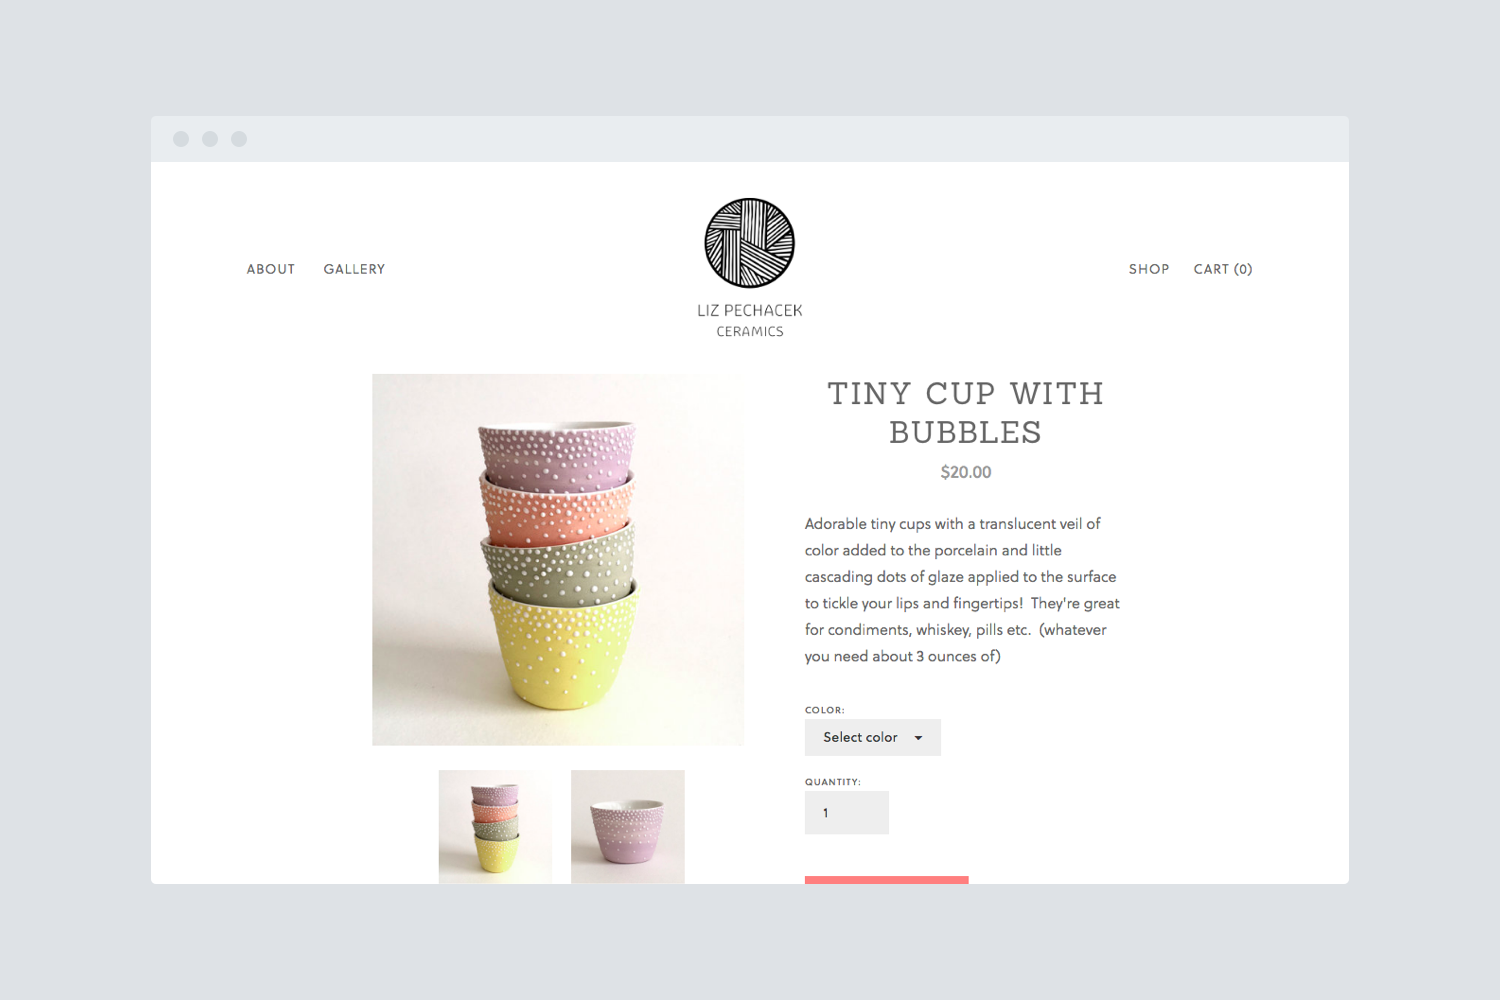 ABOUT GALLERY
LIZ PECHACEK
CERAMICS
SHOP CART (0)
TINY CUP WITH
BUBBLES
$20.00
Adorable tiny cups with a translucent veil of
color added to the porcelain and little
cascading dots of glaze applied to the surface
to tickle your lips and fingertips!  They're great
for condiments, whiskey, pills etc.  (whatever
you need about 3 ounces of)
COLOR:
Select color
QUANTITY:
1